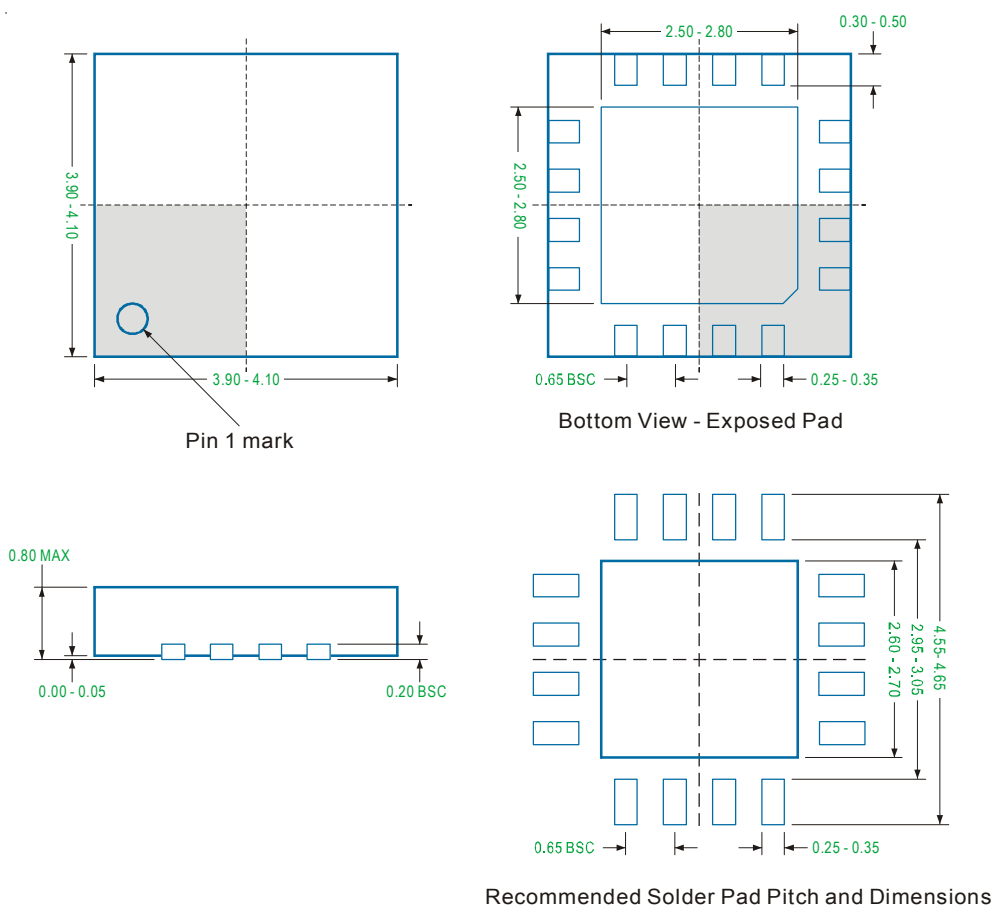 2.50 - 2.80
0.30 - 0.50
3.90 - 4.10
2.50 - 2.80
3.90 - 4.10
0.65 BSC
0.25 - 0.35
Pin 1 mark
Bottom View - Exposed Pad
0.80 MAX
0.00 - 0.05
0.20 BSC
2.60 - 2.70
2.95 - 3.05
4.55- 4.65
0.65 BSC
0.25 - 0.35
Recommended Solder Pad Pitch and Dimensions